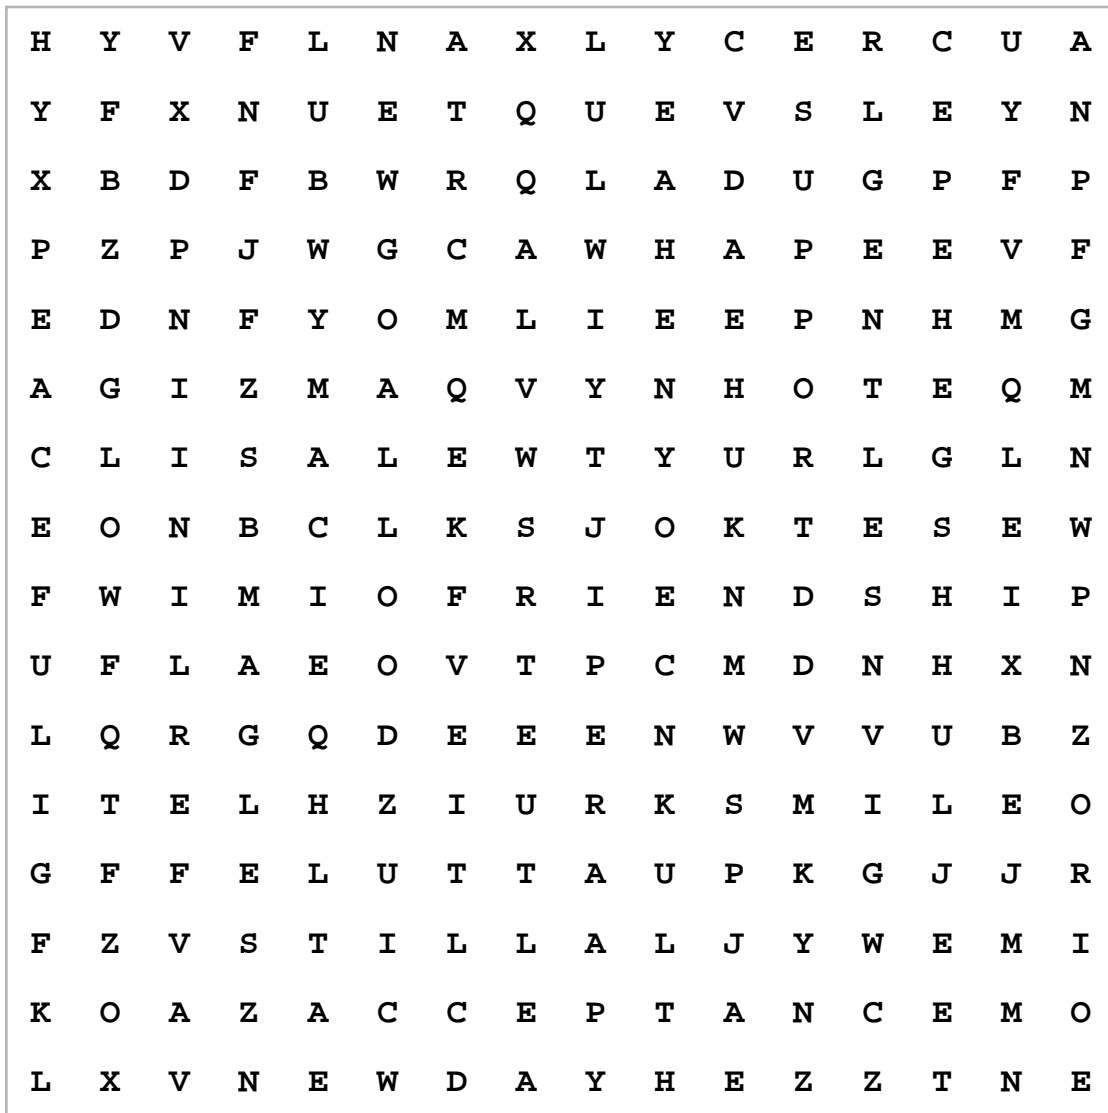 H Y V F L N A X L Y C E R C U A
Y F X N U E T Q U E V S L E Y N
X B D F B W R Q L A D U G P F P
P Z P J W G C A W H A P E E V F
E D N F Y O M L I E E P N H M G
A G I Z M A Q V Y N H O T E Q M
C L I S A L E W T Y U R L G L N
E O N B C L K S J O K T E S E W
F W I M I O F R I E N D S H I P
U F L A E O V T P C M D N H X N
L Q R G Q D E E E N W V V U B Z
I T E L H Z I U R K S M I L E O
G F F E L U T T A U P K G J J R
F Z V S T I L L A L J Y W E M I
K O A Z A C C E P T A N C E M O
L X V N E W D A Y H E Z Z T N E